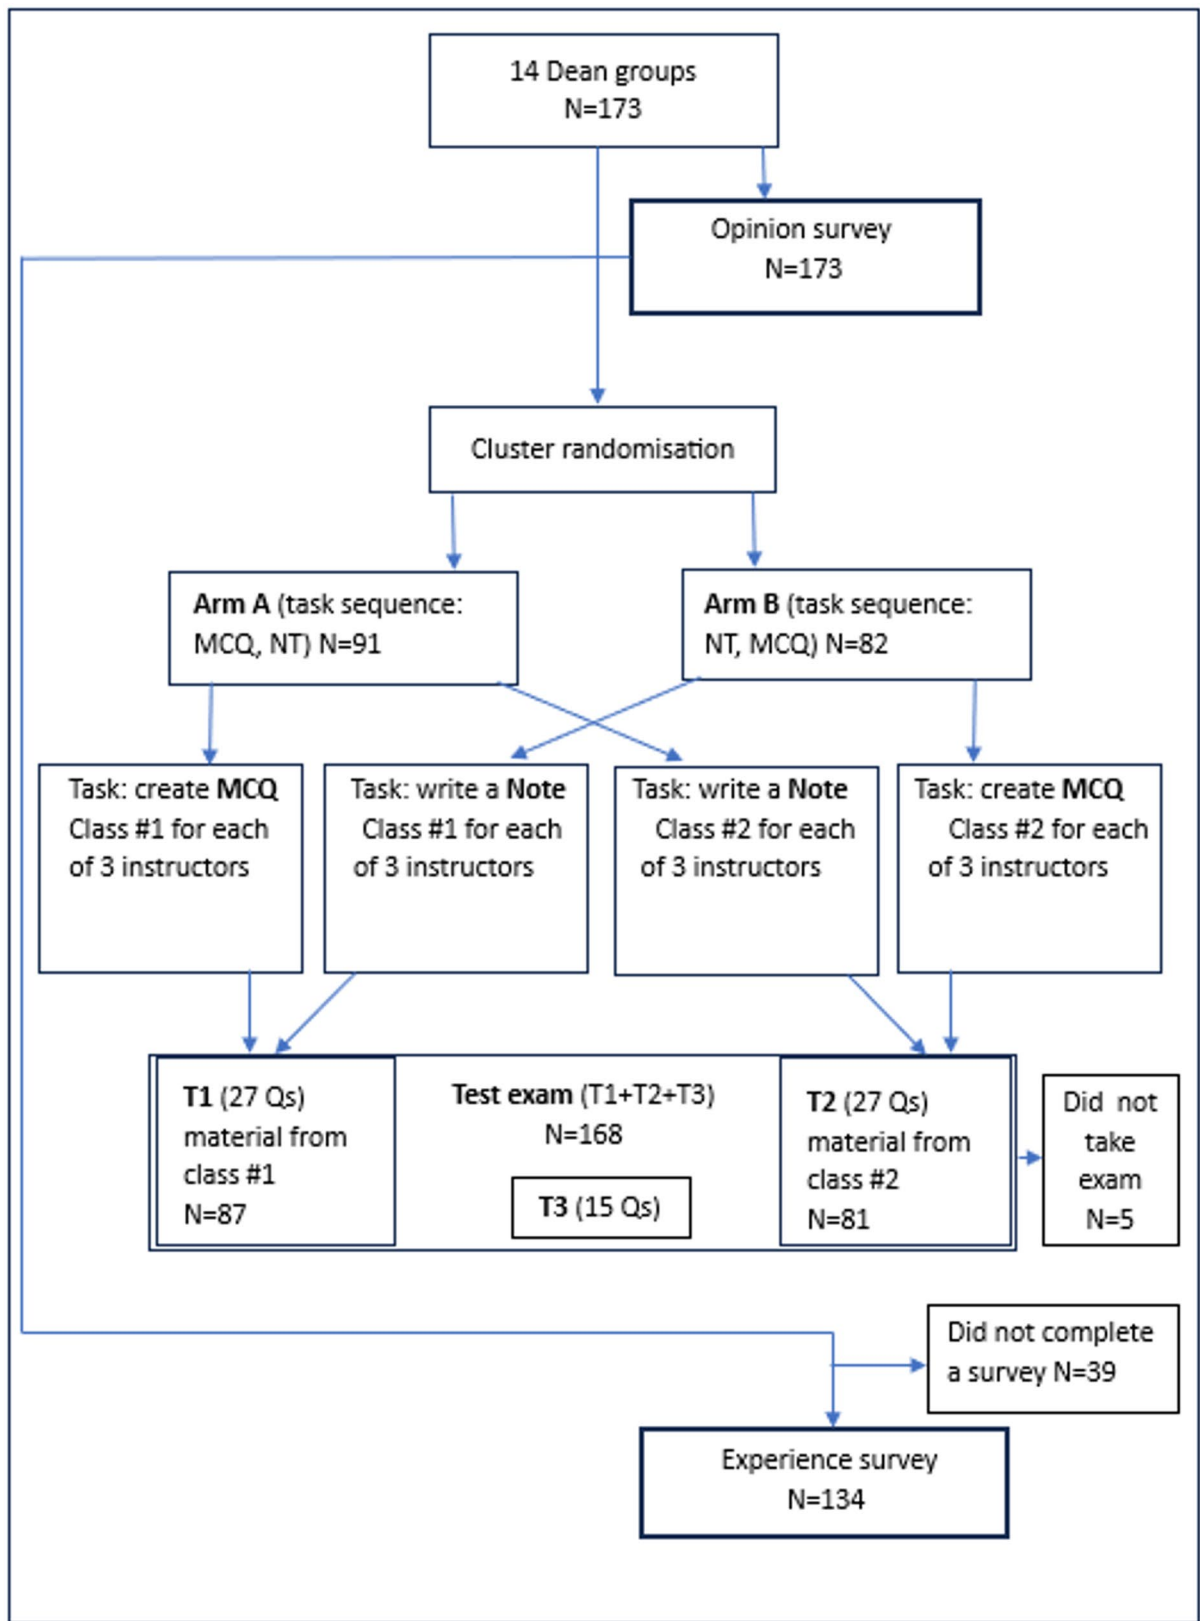 14 Dean groups
N=173
Opinion survey
N=173
Cluster randomisation
Arm A (task sequence:
MCQ, NT) N=91
Arm B (task sequence:
NT, MCQ) N=82
Task: create MCQ
Class #1 for each
of 3 instructors
Task: write a Note
Class #1 for each
of 3 instructors
Task: write a Note
Class #2 for each
of 3 instructors
Task: create MCQ
Class #2 for each
of 3 instructors
T1 (27 Qs)
material from
class #1
N=87
Test exam (T1+T2+T3)
N=168
T3 (15 Qs)
T2 (27 Qs)
material from
class #2
N=81
Did not
take
exam
N=5
Did not complete
a survey N=39
Experience survey
N=134